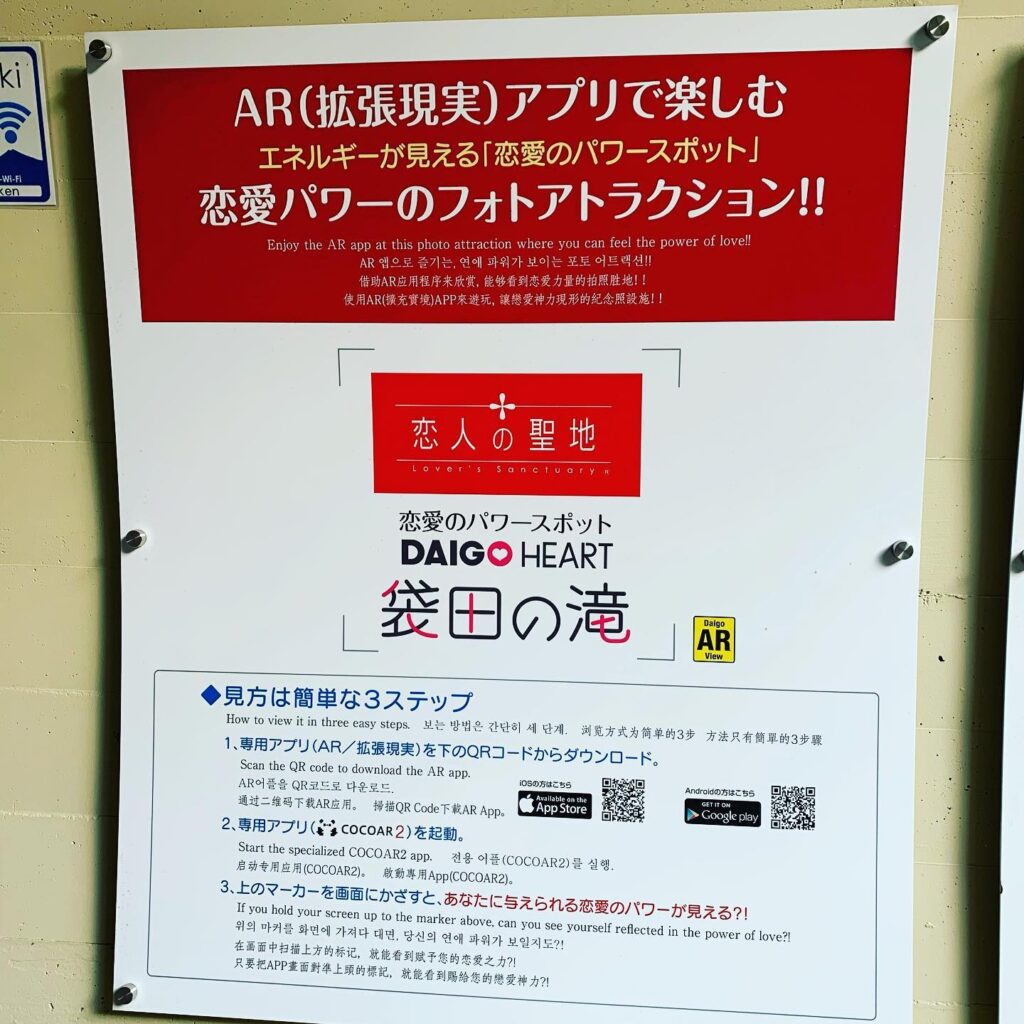 ki
Wi-Fi
ken
AR(拡張現実)アプリで楽しむ
エネルギーが見える「恋愛のパワースポット」
恋愛パワーのフォトアトラクション!!
Enjoy the AR app at this photo attraction where you can feel the power of love!!
AR 앱으로 즐기는, 연애 파워가 보이는 포토 어트랙션!!
借助AR应用程序来欣赏, 能够看到恋爱力量的拍照胜地!!
使用AR(擴充實境)APP來遊玩, 讓戀愛神力現形的紀念照設施!!
恋人の聖地
Lover's Sanctuary®
恋愛のパワースポット
DAIGO HEART
袋田の滝
Daigo
AR
View
◆見方は簡単な3ステップ
How to view it in three easy steps. 보는 방법은 간단히 세 단계. 浏览方式为简单的3步 方法只有簡單的3步驟
1、専用アプリ(AR/拡張現実)を下のQRコードからダウンロード。
Scan the QR code to download the AR app.
AR어플을 QR코드로 다운로드.
通过二维码下载AR应用。 掃描QR Code下載AR App。
iOSの方はこちら
Available on the
App Store
Androidの方はこちら
GET IT ON
Google play
2、専用アプリ(COCOAR2)を起動。
Start the specialized COCOAR2 app. 전용 어플(COCOAR2)를 실행.
启动专用应用(COCOAR2)。 啟動專用App(COCOAR2)。
3、上のマーカーを画面にかざすと、あなたに与えられる恋愛のパワーが見える?!
If you hold your screen up to the marker above, can you see yourself reflected in the power of love?!
위의 마커를 화면에 가져다 대면, 당신의 연애 파워가 보일지도?!
在画面中扫描上方的标记, 就能看到赋予您的恋爱之力?!
只要把APP畫面對準上頭的標記, 就能看到賜給您的戀愛神力?!